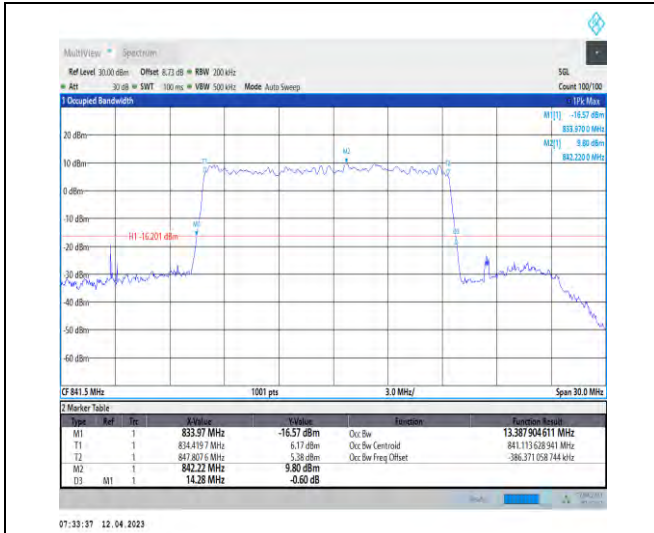 MultiView Spectrum
Ref Level 30.00 dBm Offset 8.73 dB RBW 200 kHz SGL
Att 30 dB SWT 100 ms VBW 500 kHz Mode Auto Sweep Count 100/100
1 Occupied Bandwidth 1Pk Max
M1[1] -16.57 dBm
833.970 0 MHz
M2[1] 9.80 dBm
842.220 0 MHz
20 dBm
M2
10 dBm
0 dBm
-10 dBm
H1 -16.201 dBm
-20 dBm
-30 dBm
-40 dBm
-50 dBm
-60 dBm
CF 841.5 MHz 1001 pts 3.0 MHz/ Span 30.0 MHz
2 Marker Table
Type Ref Trc X-Value Y-Value Function Function Result
M1 1 833.97 MHz -16.57 dBm Occ Bw 13.387 904 611 MHz
T1 1 834.419 7 MHz 6.17 dBm Occ Bw Centroid 841.113 628 941 MHz
T2 1 847.807 6 MHz 5.38 dBm Occ Bw Freq Offset -386.371 058 744 kHz
M2 1 842.22 MHz 9.80 dBm
D3 M1 1 14.28 MHz -0.60 dB
07:33:37 12.04.2023